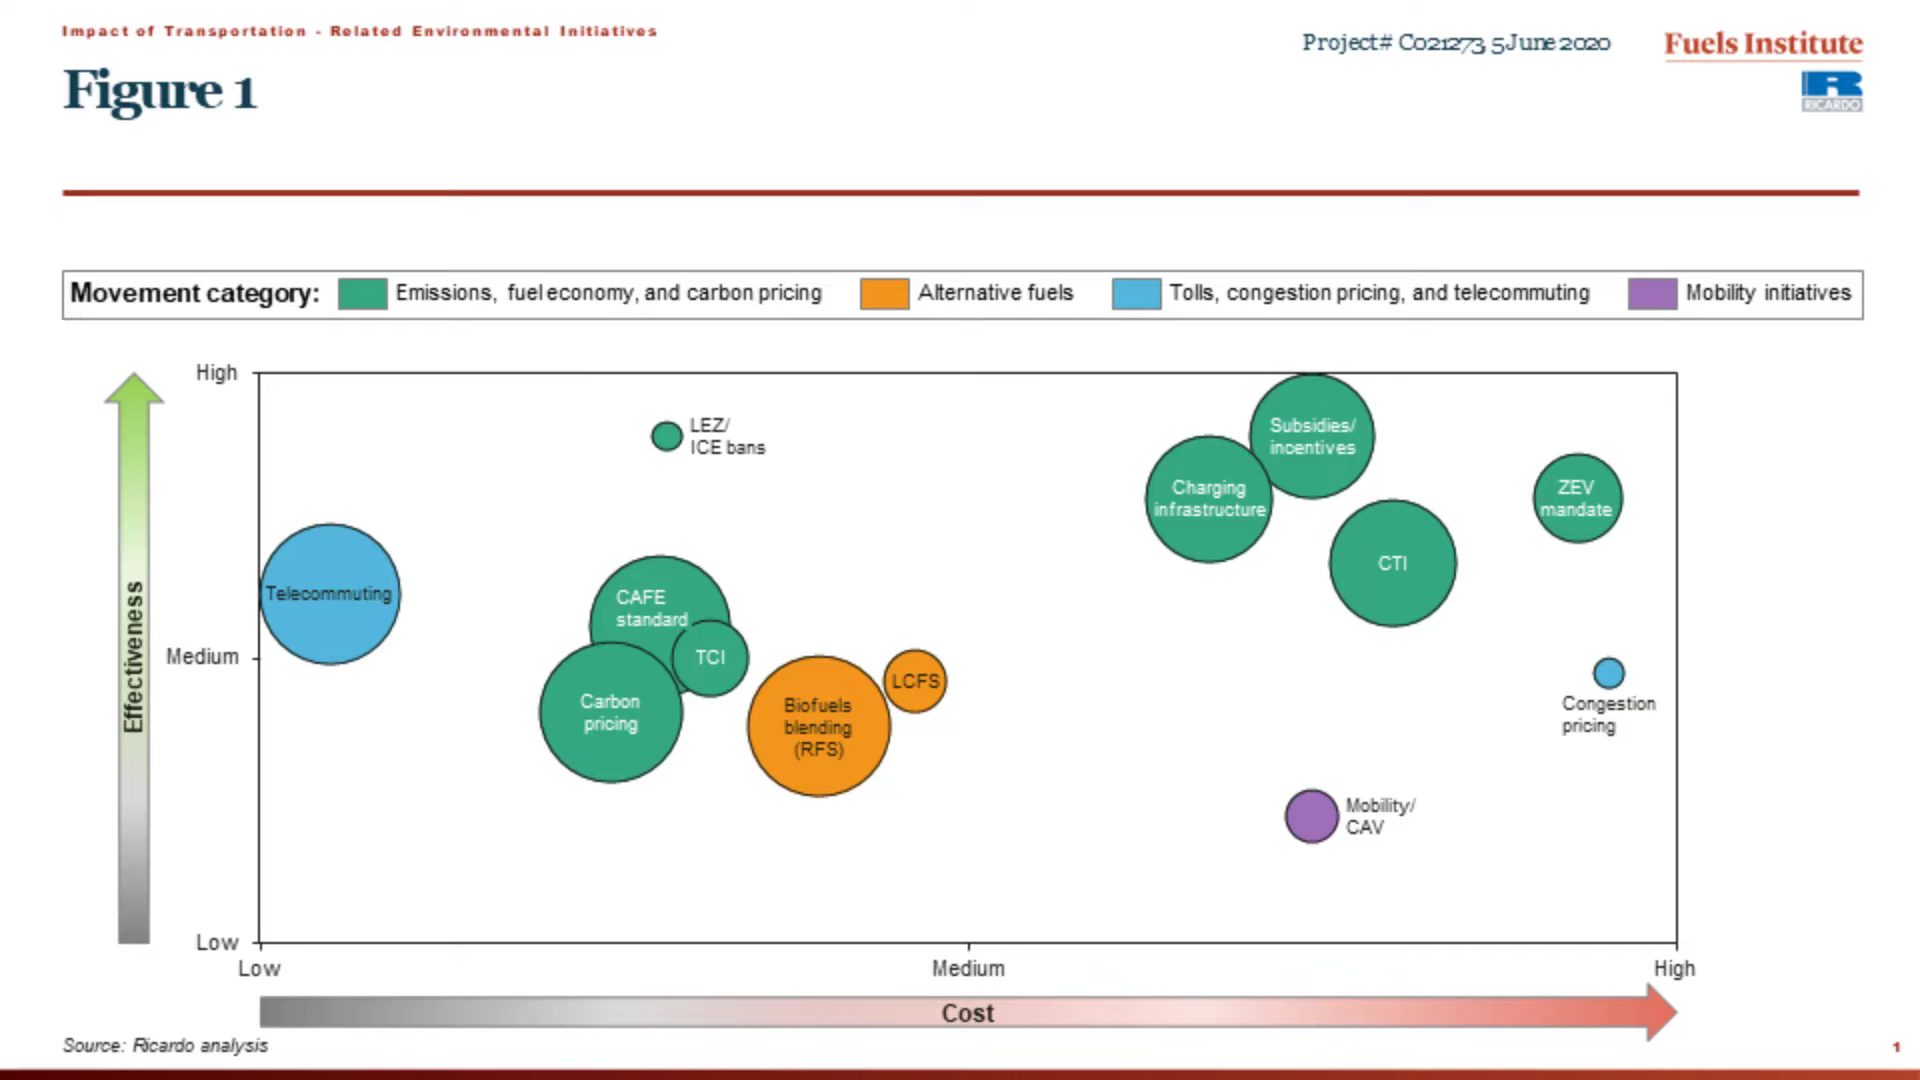 Impact of Transportation - Related Environmental Initiatives
Project# C021273, 5 June 2020
Fuels Institute
Figure 1
RICARDO
Movement category:
Emissions, fuel economy, and carbon pricing
Alternative fuels
Tolls, congestion pricing, and telecommuting
Mobility initiatives
High
LEZ/
ICE bans
Subsidies/
incentives
Charging
infrastructure
ZEV
mandate
CTI
Telecommuting
CAFE
standard
TCI
Medium
Effectiveness
LCFS
Carbon
pricing
Biofuels
blending
(RFS)
Congestion
pricing
Mobility/
CAV
Low
Low
Medium
High
Cost
Source: Ricardo analysis
1